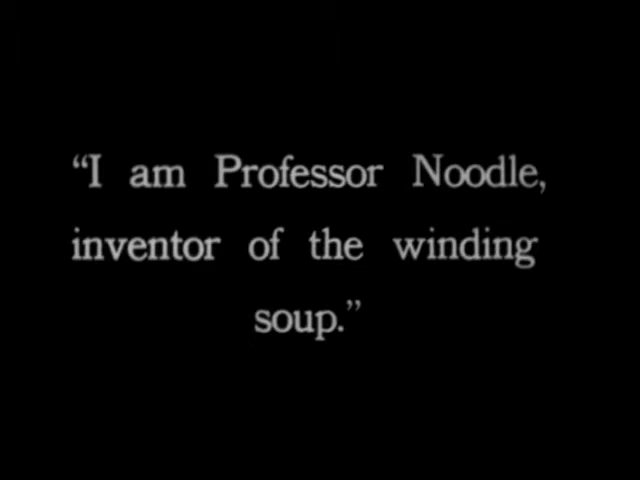 “I am Professor Noodle,
inventor of the winding
soup.”